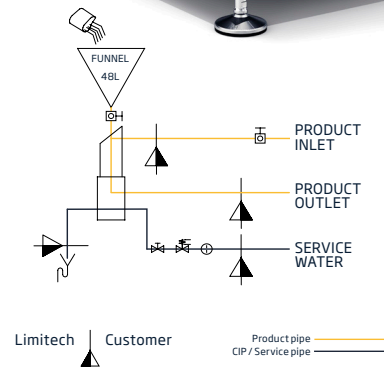 FUNNEL
48L
PRODUCT
INLET
PRODUCT
OUTLET
SERVICE
WATER
Limitech Customer
Product pipe
CIP / Service pipe